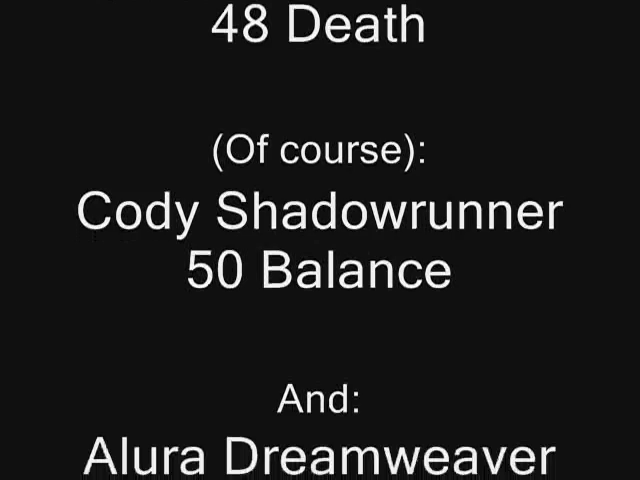 48 Death
(Of course):
Cody Shadowrunner
50 Balance
And:
Alura Dreamweaver